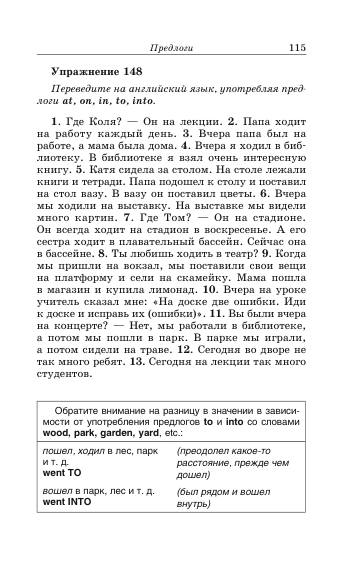 Предлоги 115
Упражнение 148
Переведите на английский язык, употребляя пред-
логи at, on, in, to, into.
1. Где Коля? — Он на лекции. 2. Папа ходит
на работу каждый день. 3. Вчера папа был на
работе, а мама была дома. 4. Вчера я ходил в биб-
лиотеку. В библиотеке я взял очень интересную
книгу. 5. Катя сидела за столом. На столе лежали
книги и тетради. Папа подошел к столу и поставил
на стол вазу. В вазу он поставил цветы. 6. Вчера
мы ходили на выставку. На выставке мы видели
много картин. 7. Где Том? — Он на стадионе.
Он всегда ходит на стадион в воскресенье. А его
сестра ходит в плавательный бассейн. Сейчас она
в бассейне. 8. Ты любишь ходить в театр? 9. Когда
мы пришли на вокзал, мы поставили свои вещи
на платформу и сели на скамейку. Мама пошла
в магазин и купила лимонад. 10. Вчера на уроке
учитель сказал мне: «На доске две ошибки. Иди
к доске и исправь их (ошибки)». 11. Вы были вчера
на концерте? — Нет, мы работали в библиотеке,
а потом мы пошли в парк. В парке мы играли,
а потом сидели на траве. 12. Сегодня во дворе не
так много ребят. 13. Сегодня на лекции так много
студентов.
Обратите внимание на разницу в значении в зависи-
мости от употребления предлогов to и into со словами
wood, park, garden, yard, etc.:
пошел, ходил в лес, парк
и т. д.
went TO
(преодолел какое-то
расстояние, прежде чем
дошел)
вошел в парк, лес и т. д.
went INTO
(был рядом и вошел
внутрь)